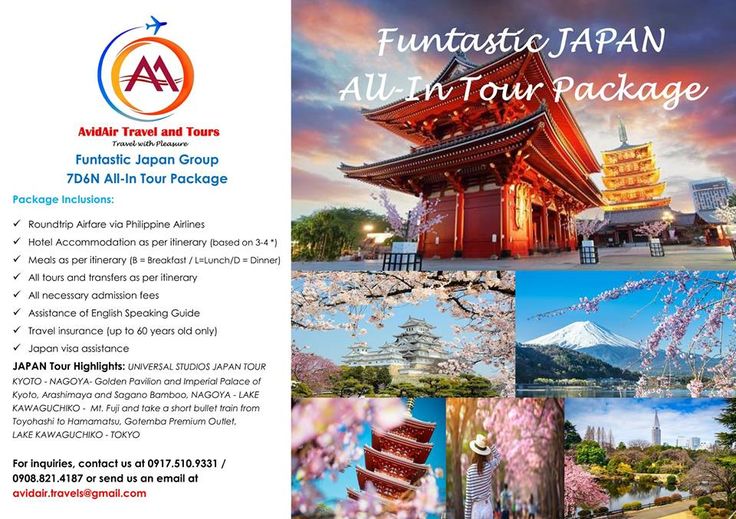 AvidAir Travel and Tours
Travel with Pleasure
Funtastic Japan Group
7D6N All-In Tour Package
Package Inclusions:
✓ Roundtrip Airfare via Philippine Airlines
✓ Hotel Accommodation as per itinerary (based on 3-4 *)
✓ Meals as per itinerary (B = Breakfast / L=Lunch/D = Dinner)
✓ All tours and transfers as per itinerary
✓ All necessary admission fees
✓ Assistance of English Speaking Guide
✓ Travel insurance (up to 60 years old only)
✓ Japan visa assistance
JAPAN Tour Highlights: UNIVERSAL STUDIOS JAPAN TOUR
KYOTO - NAGOYA- Golden Pavilion and Imperial Palace of
Kyoto, Arashimaya and Sagano Bamboo, NAGOYA - LAKE
KAWAGUCHIKO - Mt. Fuji and take a short bullet train from
Toyohashi to Hamamatsu, Gotemba Premium Outlet,
LAKE KAWAGUCHIKO - TOKYO
For inquiries, contact us at 0917.510.9331 /
0908.821.4187 or send us an email at
avidair.travels@gmail.com
Funtastic JAPAN
All-In Tour Package